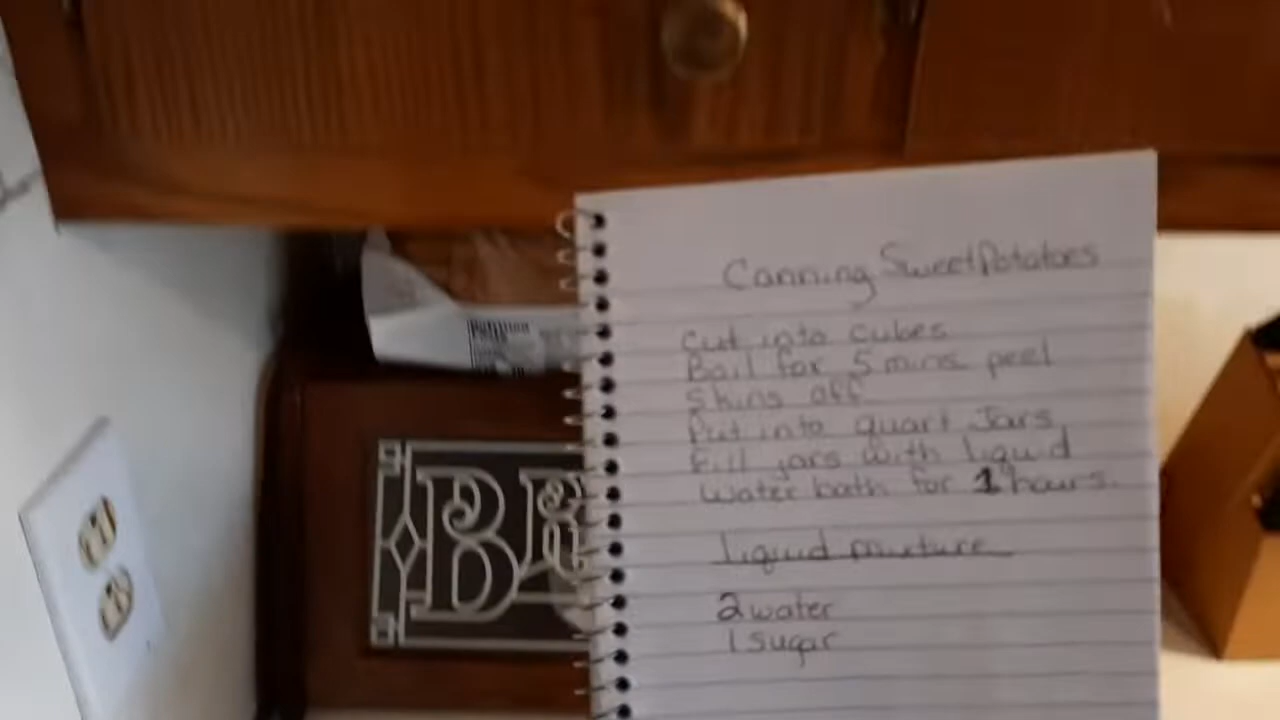 Canning Sweet Potatoes
Cut into cubes
Boil for 5 mins peel
Skins off
Put into quart Jars
fill jars with liquid
Water bath for 1 hours.
liquid mixture
2 water
1 sugar
BR